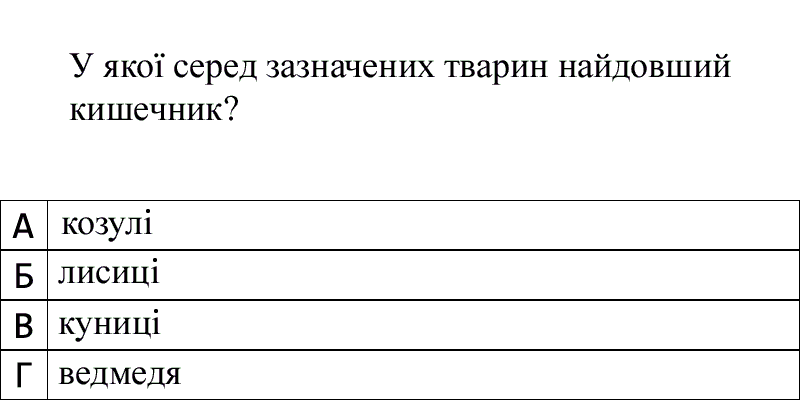 У якої серед зазначених тварин найдовший
кишечник?
А козулі
Б лисиці
В куниці
Г ведмедя